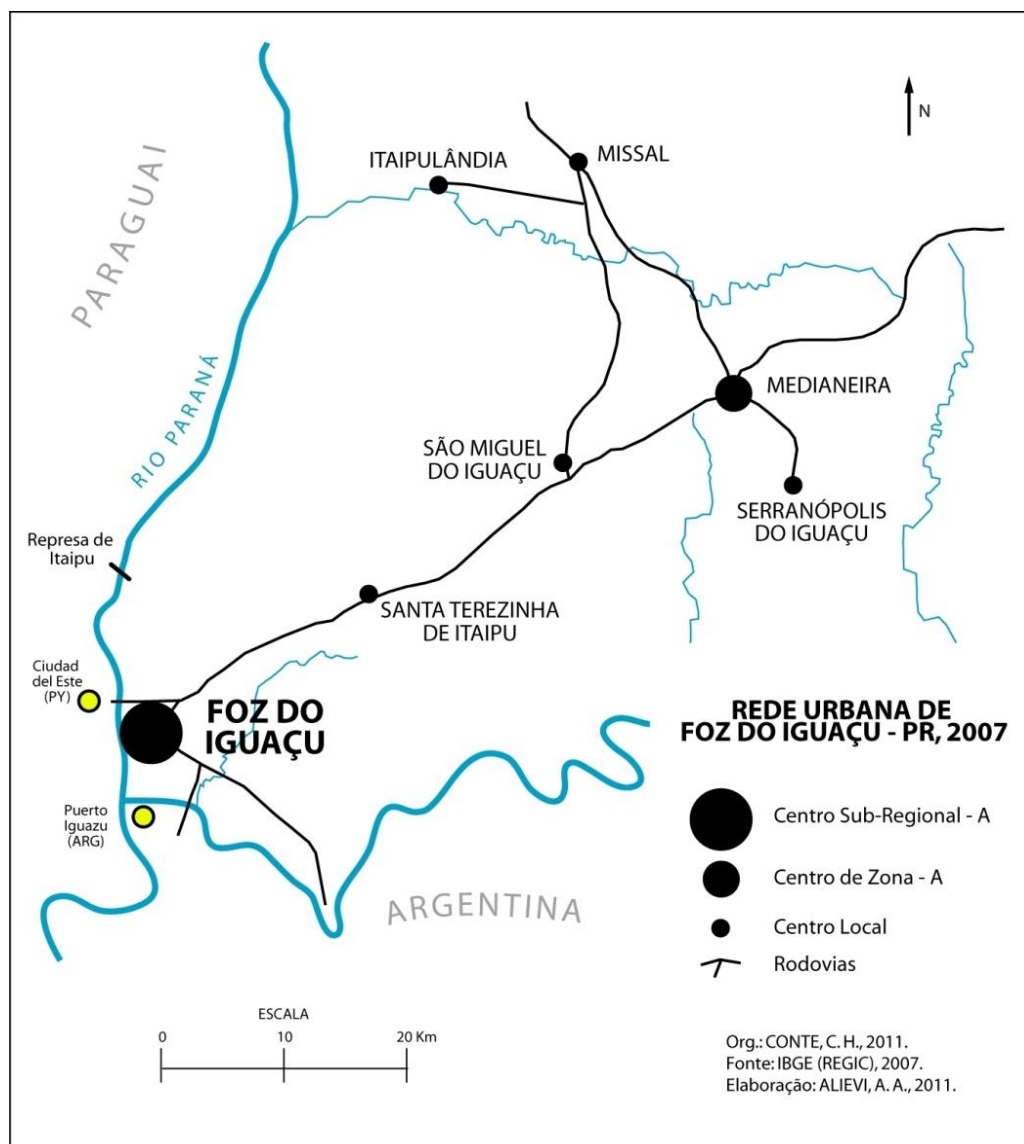 N
PARAGUAI
ITAIPULÂNDIA
MISSAL
RIO PARANÁ
MEDIANEIRA
SÃO MIGUEL
DO IGUAÇU
SERRANÓPOLIS
DO IGUAÇU
Represa de
Itaipu
SANTA TEREZINHA
DE ITAIPU
Ciudad
del Este
(PY)
FOZ DO
IGUAÇU
Puerto
Iguazu
(ARG)
ARGENTINA
REDE URBANA DE
FOZ DO IGUAÇU - PR, 2007
Centro Sub-Regional - A
Centro de Zona - A
Centro Local
Rodovias
ESCALA
0 10 20 Km
Org.: CONTE, C. H., 2011.
Fonte: IBGE (REGIC), 2007.
Elaboração: ALIEVI, A. A., 2011.